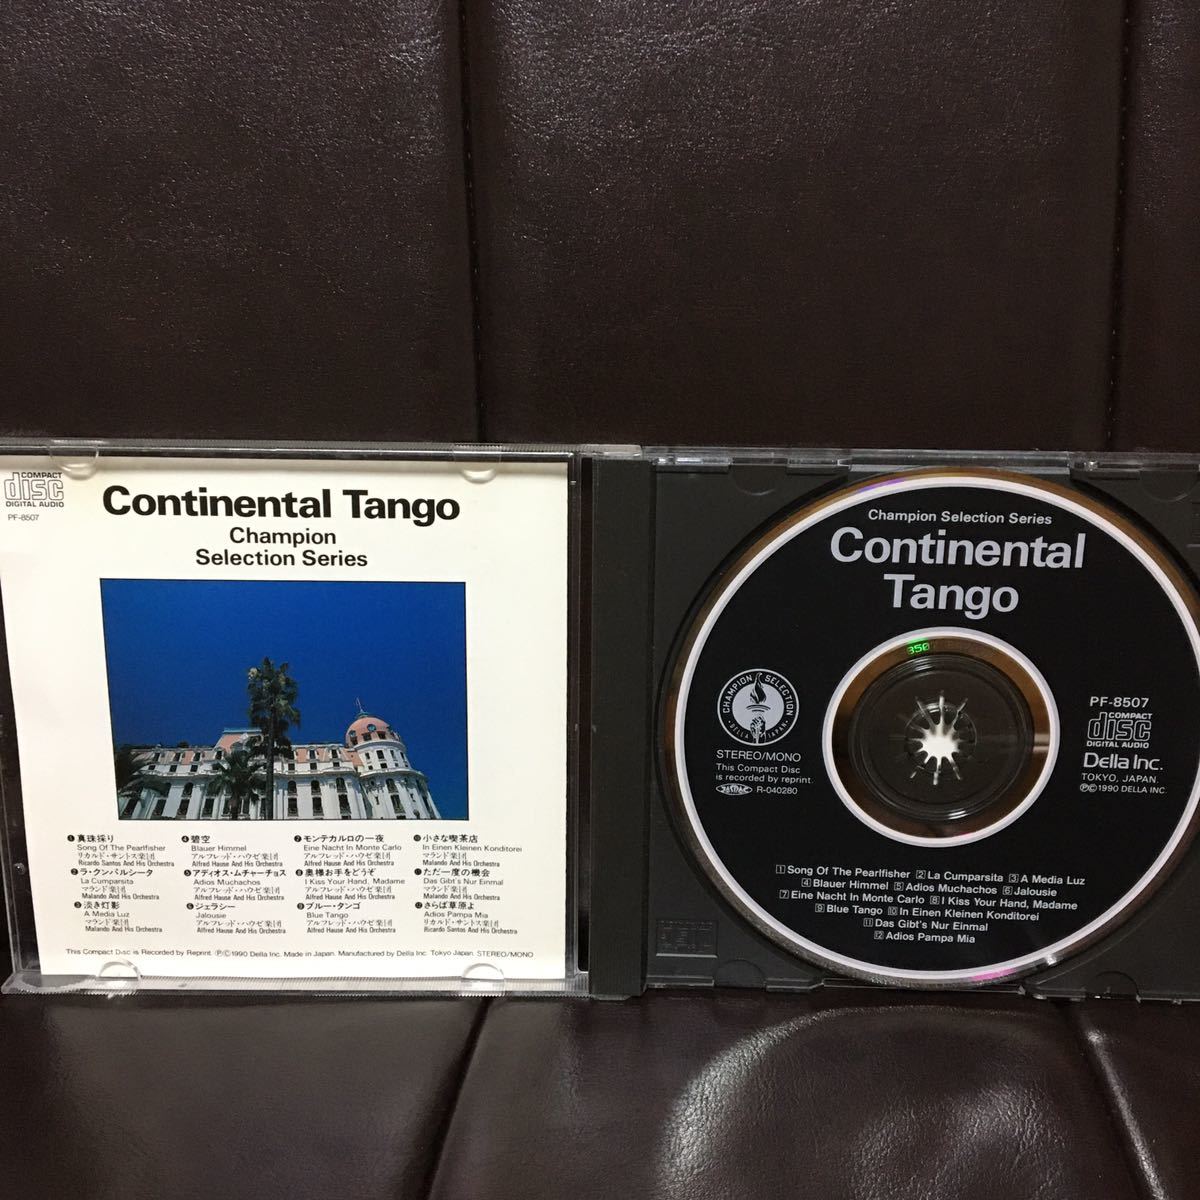 COMPACT
disc
DIGITAL AUDIO
PF-8507
Continental Tango
Champion
Selection Series
❶真珠採り
Song Of The Pearlfisher
リカルド・サントス楽団
Ricardo Santos And His Orchestra
❷ラ・クンパルシータ
La Cumparsita
マランド楽団
Malando And His Orchestra
❸淡き灯影
A Media Luz
マランド楽団
Malando And His Orchestra
❹碧空
Blauer Himmel
アルフレッド・ハウゼ楽団
Alfred Hause And His Orchestra
❺アディオス・ムチャーチョス
Adios Muchachos
アルフレッド・ハウゼ楽団
Alfred Hause And His Orchestra
❻ジェラシー
Jalousie
アルフレッド・ハウゼ楽団
Alfred Hause And His Orchestra
❼モンテカルロの一夜
Eine Nacht In Monte Carlo
アルフレッド・ハウゼ楽団
Alfred Hause And His Orchestra
❽奥様お手をどうぞ
I Kiss Your Hand, Madame
アルフレッド・ハウゼ楽団
Alfred Hause And His Orchestra
❾ブルー・タンゴ
Blue Tango
アルフレッド・ハウゼ楽団
Alfred Hause And His Orchestra
❿小さな喫茶店
In Einen Kleinen Konditorei
マランド楽団
Malando And His Orchestra
⓫ただ一度の機会
Das Gibt's Nur Einmal
マランド楽団
Malando And His Orchestra
⓬さらば草原よ
Adios Pampa Mia
リカルド・サントス楽団
Ricardo Santos And His Orchestra
This Compact Disc is Recorded by Reprint. ℗©1990 Della Inc. Made in Japan. Manufactured by Della Inc. Tokyo Japan. STEREO/MONO
Champion Selection Series
Continental
Tango
350
CHAMPION SELECTION
DELLA JAPAN
STEREO/MONO
This Compact Disc
is recorded by reprint.
JASRAC R-040280
PF-8507
COMPACT
disc
DIGITAL AUDIO
Della Inc.
TOKYO, JAPAN.
℗©1990 DELLA INC.
1 Song Of The Pearlfisher 2 La Cumparsita 3 A Media Luz
4 Blauer Himmel 5 Adios Muchachos 6 Jalousie
7 Eine Nacht In Monte Carlo 8 I Kiss Your Hand, Madame
9 Blue Tango 10 In Einen Kleinen Konditorei
11 Das Gibt's Nur Einmal
12 Adios Pampa Mia